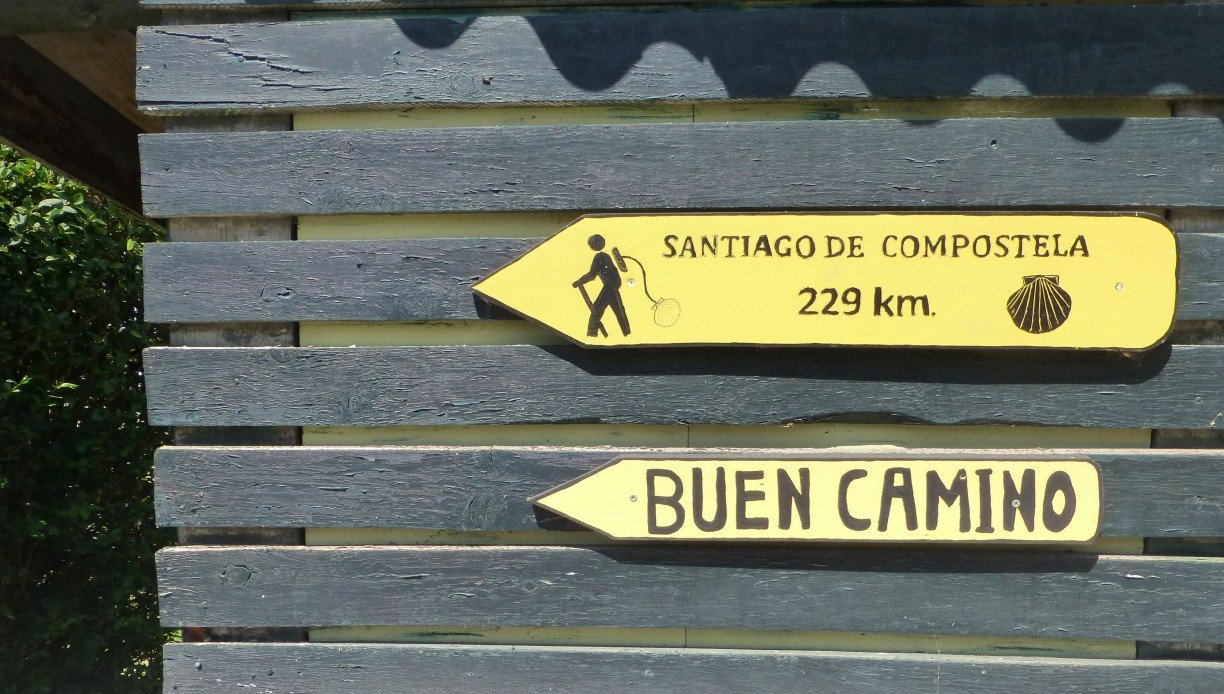 SANTIAGO DE COMPOSTELA
229 km.
BUEN CAMINO